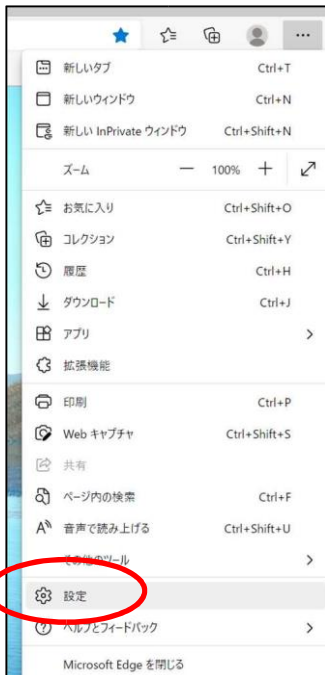 新しいタブ Ctrl+T
新しいウィンドウ Ctrl+N
新しい InPrivate ウィンドウ Ctrl+Shift+N
ズーム 100%
お気に入り Ctrl+Shift+O
コレクション Ctrl+Shift+Y
履歴 Ctrl+H
ダウンロード Ctrl+J
アプリ
拡張機能
印刷 Ctrl+P
Web キャプチャ Ctrl+Shift+S
共有
ページ内の検索 Ctrl+F
音声で読み上げる Ctrl+Shift+U
その他のツール
設定
ヘルプとフィードバック
Microsoft Edge を閉じる